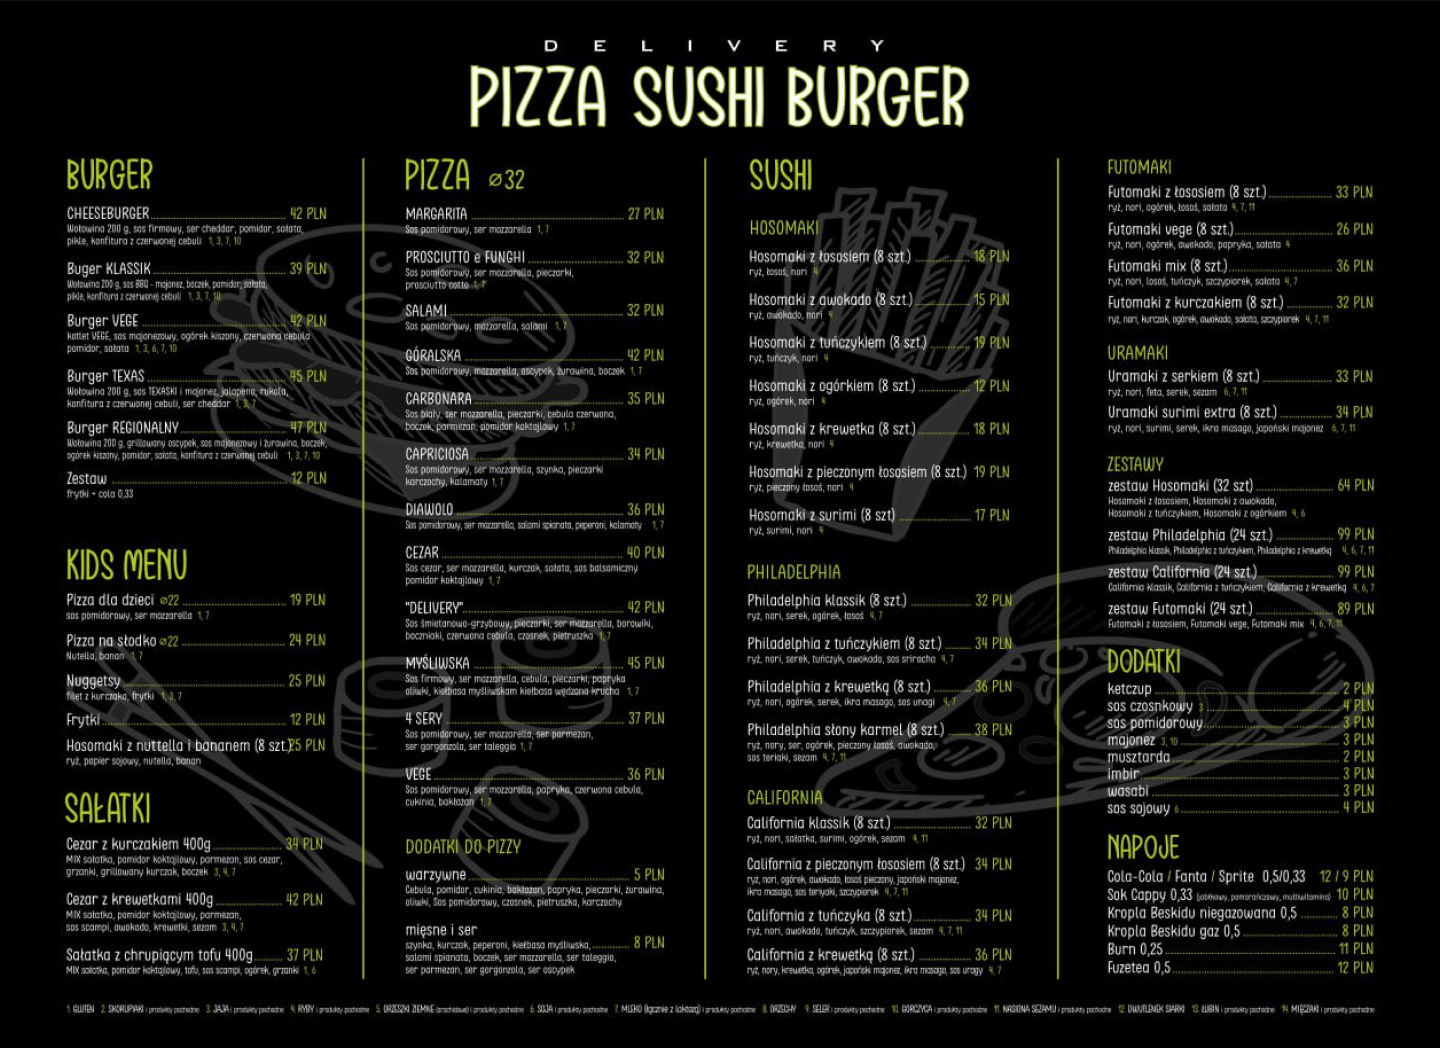 DELIVERY
PIZZA SUSHI BURGER
BURGER
CHEESEBURGER 42 PLN
Wołowina 200 g, sos firmowy, ser cheddar, pomidor, sałata,
pikle, konfitura z czerwonej cebuli 1, 3, 7, 10
Buger KLASSIK 39 PLN
Wołowina 200 g, sos BBQ - majonez, boczek, pomidor, sałata,
pikle, konfitura z czerwonej cebuli 1, 3, 7, 10
Burger VEGE 42 PLN
katlet VEGE, sos majonezowy, ogórek kiszony, czerwona cebula
pomidor, sałata 1, 3, 6, 7, 10
Burger TEXAS 45 PLN
Wołowina 200 g, sos TEXASKI i majonez, jalapeno, rukola,
konfitura z czerwonej cebuli, ser cheddar 1, 3, 7
Burger REGIONALNY 47 PLN
Wołowina 200 g, grillowany oscypek, sos majonezowy i żurawina, boczek,
ogórek kiszony, pomidor, sałata, konfitura z czerwonej cebuli 1, 3, 7, 10
Zestaw 12 PLN
frytki + cola 0,33
KIDS MENU
Pizza dla dzieci ⌀22 19 PLN
sos pomidorowy, ser mazzarella 1, 7
Pizza na słodko ⌀22 24 PLN
Nutella, banan 1, 7
Nuggetsy 25 PLN
filet z kurczaka, frytki 1, 3, 7
Frytki 12 PLN
Hosomaki z nuttella i bananem (8 szt.) 25 PLN
ryż, papier sojowy, nutella, banan
SAŁATKI
Cezar z kurczakiem 400g 34 PLN
MIX sałatka, pomidor koktajlowy, parmezan, sos cezar,
grzanki, grillowany kurczak, boczek 3, 4, 7
Cezar z krewetkami 400g 42 PLN
MIX sałatka, pomidor koktajlowy, parmezan,
sos scampi, awokado, krewetki, sezam 3, 4, 7
Sałatka z chrupiącym tofu 400g 37 PLN
MIX sałatka, pomidor koktajlowy, tofu, sos scampi, ogórek, grzanki 1, 6
PIZZA ⌀32
MARGARITA 27 PLN
Sos pomidorowy, ser mozzarella 1, 7
PROSCIUTTO e FUNGHI 32 PLN
Sos pomidorowy, ser mozzarella, pieczarki,
prosciutto cotto 1, 7
SALAMI 32 PLN
Sos pomidorowy, mozzarella, salami 1, 7
GÓRALSKA 42 PLN
Sos pomidorowy, mozzarella, ascypek, żurawina, boczek 1, 7
CARBONARA 35 PLN
Sos biały, ser mozzarella, pieczarki, cebula czerwona,
boczek, parmezan, pomidor koktajlowy 1, 7
CAPRICIOSA 34 PLN
Sos pomidorowy, ser mozzarella, szynka, pieczarki
karczochy, kalamaty 1, 7
DIAWOLO 36 PLN
Sos pomidorowy, ser mozzarella, salami spianata, peperoni, kalamaty 1, 7
CEZAR 40 PLN
Sos cezar, ser mozzarella, kurczak, sałata, sos balsamiczny
pomidor koktajlowy 1, 7
"DELIVERY" 42 PLN
Sos śmietanowo-grzybowy, pieczarki, ser mozzarella, borowiki,
boczniaki, czerwona cebula, czosnek, pietruszka 1, 7
MYŚLIWSKA 45 PLN
Sos firmowy, ser mozzarella, cebula, pieczarki, papryka
oliwki, kiełbasa myśliwskam kiełbasa wędzona krucha 1, 7
4 SERY 37 PLN
Sos pomidorowy, ser mozzarella, ser parmezan,
ser gorgonzola, ser taleggio 1, 7
VEGE 36 PLN
Sos pomidorowy, ser mozzarella, papryka, czerwona cebula,
cukinia, bakłażan 1, 7
DODATKI DO PIZZY
warzywne 5 PLN
Cebula, pomidor, cukinia, bakłażan, papryka, pieczarki, żurawina,
oliwki, Sos pomidorowy, czosnek, pietruszka, karczochy
mięsne i ser
szynka, kurczak, peperoni, kiełbasa myśliwska, 8 PLN
salami spianata, boczek, ser mazzarella, ser taleggio,
ser parmezan, ser gorgonzola, ser oscypek
SUSHI
HOSOMAKI
Hosomaki z łososiem (8 szt.) 18 PLN
ryż, łosoś, nori 4
Hosomaki z awokado (8 szt.) 15 PLN
ryż, awokado, nori 4
Hosomaki z tuńczykiem (8 szt.) 19 PLN
ryż, tuńczyk, nori 4
Hosomaki z ogórkiem (8 szt.) 12 PLN
ryż, ogórek, nori 4
Hosomaki z krewetka (8 szt.) 18 PLN
ryż, krewetka, nori 4
Hosomaki z pieczonym łososiem (8 szt.) 19 PLN
ryż, pieczony łosoś, nori 4
Hosomaki z surimi (8 szt) 17 PLN
ryż, surimi, nori 4
PHILADELPHIA
Philadelphia klassik (8 szt.) 32 PLN
ryż, nori, serek, ogórek, łosoś 4, 7
Philadelphia z tuńczykiem (8 szt.) 34 PLN
ryż, nori, serek, tuńczyk, awokado, sos sriracha 4, 7
Philadelphia z krewetką (8 szt.) 36 PLN
ryż, nori, ogórek, serek, ikra masago, sos unagi 4, 7
Philadelphia słony karmel (8 szt.) 38 PLN
ryż, nory, ser, ogórek, pieczony łosoś, awokado,
sos teriaki, sezam 4, 7, 11
CALIFORNIA
California klassik (8 szt.) 32 PLN
ryż, nori, sałatka, surimi, ogórek, sezam 4, 11
California z pieczonym łososiem (8 szt.) 34 PLN
ryż, nori, ogórek, awokado, łosoś pieczony, japoński majonez,
ikra masago, sos teriyaki, szczypiorek 4, 7, 11
California z tuńczyka (8 szt.) 34 PLN
ryż, nori, awokado, tuńczyk, szczypiorek, sezam 4, 7, 11
California z krewetką (8 szt.) 36 PLN
ryż, nory, krewetka, ogórek, japoński majonez, ikra masago, sos uragy 4, 7
FUTOMAKI
Futomaki z łososiem (8 szt.) 33 PLN
ryż, nori, ogórek, łosoś, sałata 4, 7, 11
Futomaki vege (8 szt.) 26 PLN
ryż, nori, ogórek, awokado, papryka, sałata 4
Futomaki mix (8 szt.) 36 PLN
ryż, nori, łosoś, tuńczyk, szczypiorek, sałata 4, 7
Futomaki z kurczakiem (8 szt.) 32 PLN
ryż, nori, kurczak, ogórek, awokado, sałata, szczypiorek 4, 7, 11
URAMAKI
Uramaki z serkiem (8 szt.) 33 PLN
ryż, nori, feta, serek, sezam 6, 7, 11
Uramaki surimi extra (8 szt.) 34 PLN
ryż, nori, surimi, serek, ikra masago, japoński majonez 6, 7, 11
ZESTAWY
zestaw Hosomaki (32 szt) 64 PLN
Hosomaki z łososiem, Hosomaki z awokado,
Hosomaki z tuńczykiem, Hosomaki z ogórkiem 4, 6
zestaw Philadelphia (24 szt.) 99 PLN
Philadelphia klassik, Philadelphia z tuńczykiem, Philadelphia z krewetką 4, 6, 7, 11
zestaw California (24 szt.) 99 PLN
California klassik, California z tuńczykiem, California z krewetką 4, 6, 7
zestaw Futomaki (24 szt.) 89 PLN
Futomaki z łososiem, Futomaki vege, Futomaki mix 4, 6, 7, 11
DODATKI
ketczup 2 PLN
sos czosnkowy 3 4 PLN
sos pomidorowy 3 PLN
majonez 3, 10 3 PLN
musztarda 2 PLN
imbir 3 PLN
wasabi 3 PLN
sos sojowy 6 4 PLN
NAPOJE
Cola-Cola / Fanta / Sprite 0,5/0,33 12 / 9 PLN
Sok Cappy 0,33 (jabłkowy, pomarańczowy, multiwitamina) 10 PLN
Kropla Beskidu niegazowana 0,5 8 PLN
Kropla Beskidu gaz 0,5 8 PLN
Burn 0,25 11 PLN
Fuzetea 0,5 12 PLN
1. GLUTEN 2. SKORUPIAKI i produkty pochodne 3. JAJA i produkty pochodne 4. RYBY i produkty pochodne 5. ORZESZKI ZIEMNE (arachidowe) i produkty pochodne 6. SOJA i produkty pochodne 7. MLEKO (łącznie z laktozą) i produkty pochodne 8. ORZECHY 9. SELER i produkty pochodne 10. GORCZYCA i produkty pochodne 11. NASIONA SEZAMU i produkty pochodne 12. DWUTLENEK SIARKI 13. ŁUBIN i produkty pochodne 14. MIĘCZAKI i produkty pochodne